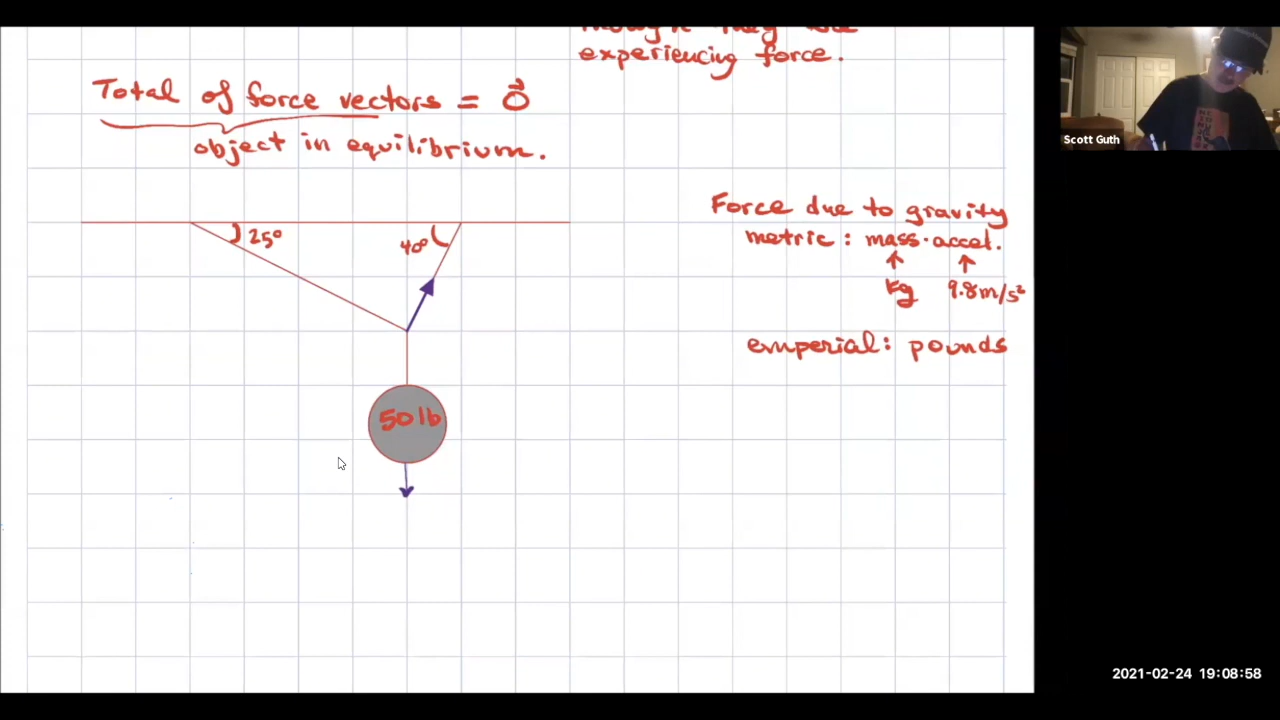 experiencing force.
Total of force vectors = 0⃗
object in equilibrium.
25°
40°
50 lb
Force due to gravity
metric : mass · accel.
kg 9.8m/s²
emperial: pounds
Scott Guth
2021-02-24 19:08:58